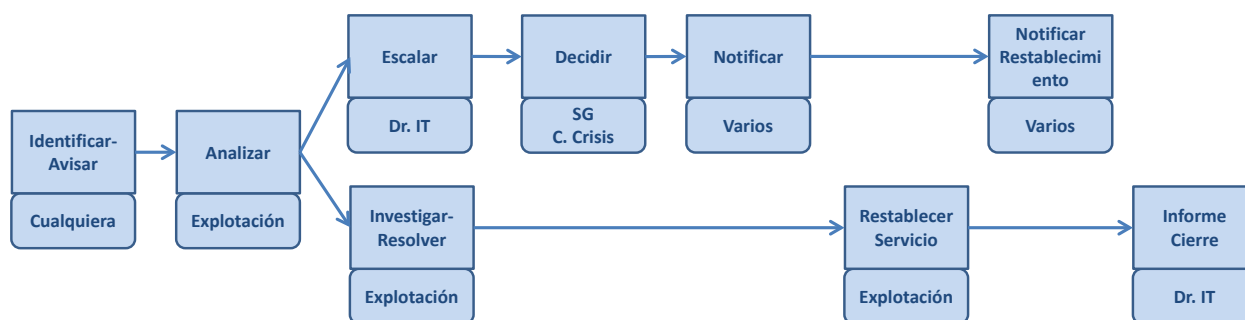 Identificar-
Avisar
Cualquiera
Analizar
Explotación
Escalar
Dr. IT
Decidir
SG
C. Crisis
Notificar
Varios
Notificar
Restablecimi
ento
Varios
Investigar-
Resolver
Explotación
Restablecer
Servicio
Explotación
Informe
Cierre
Dr. IT